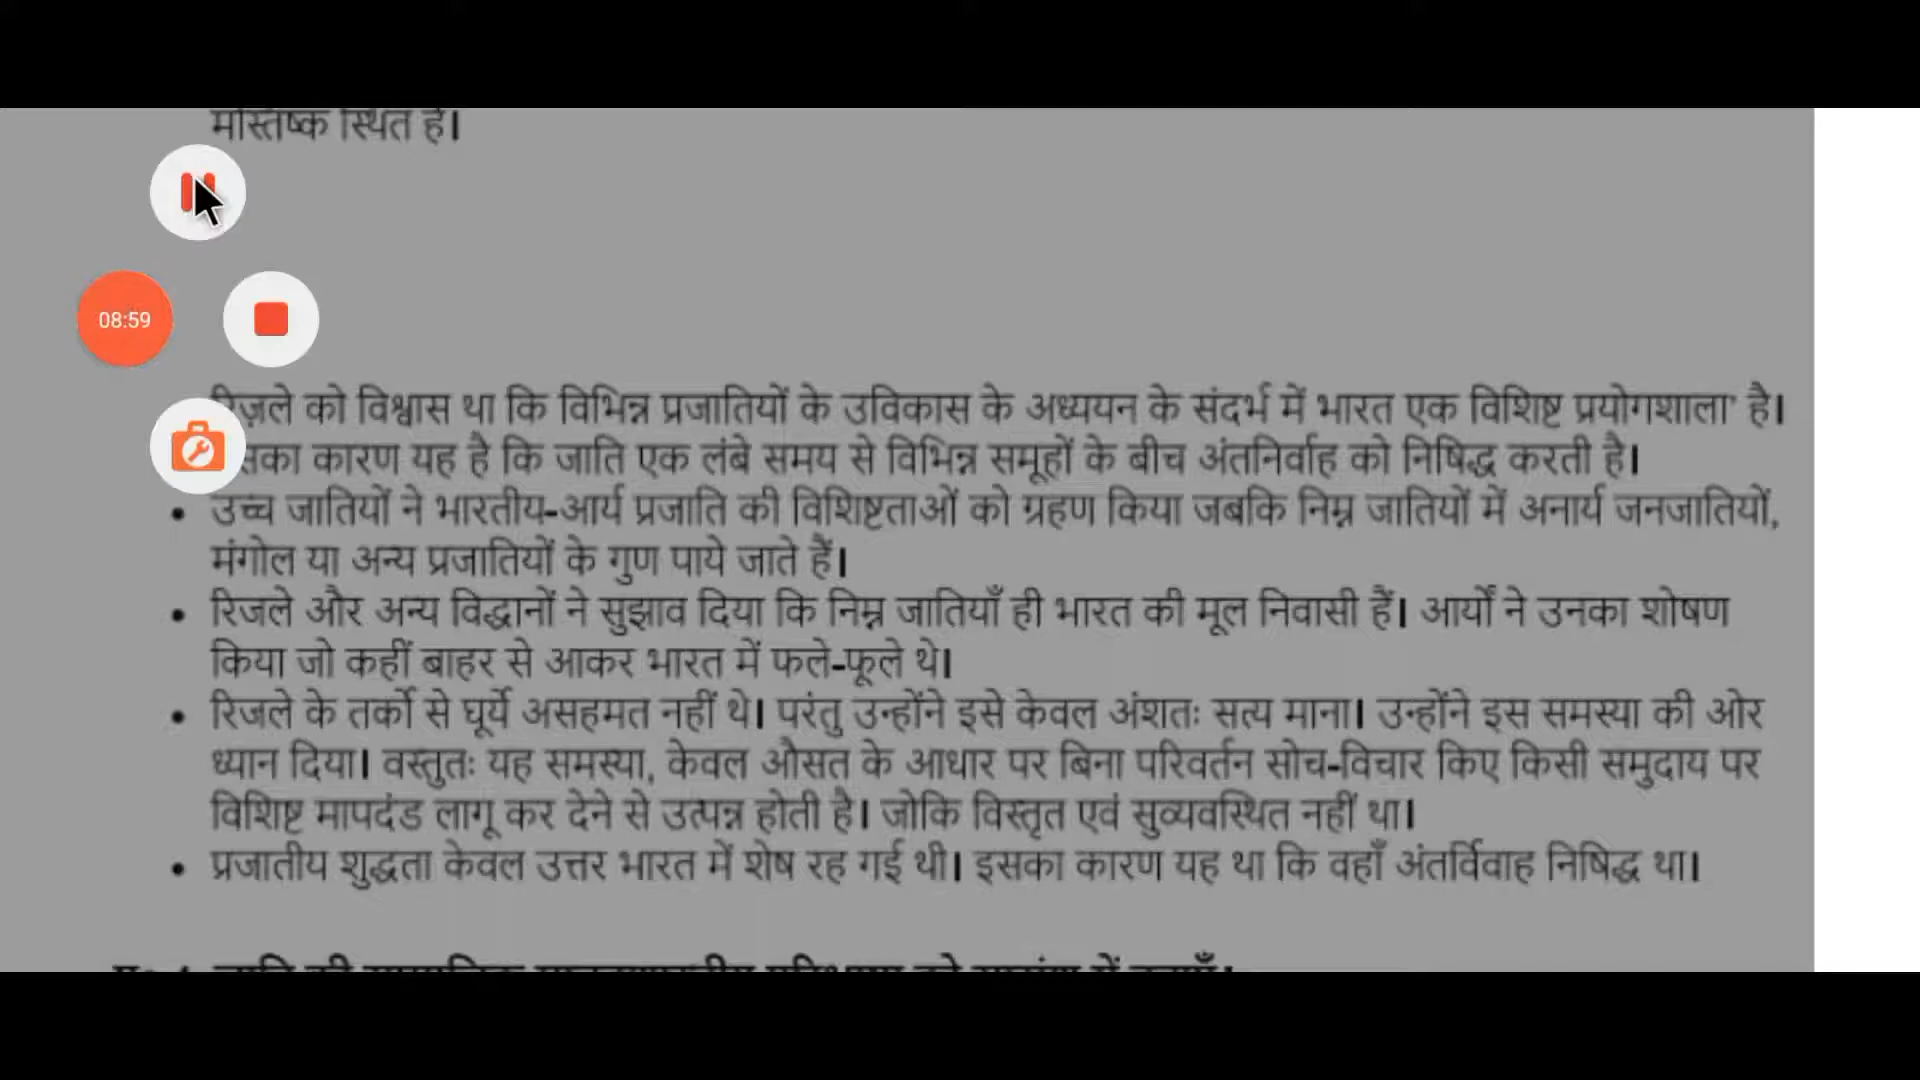 मस्तिष्क स्थित है।
08:59
रिज़ले को विश्वास था कि विभिन्न प्रजातियों के उविकास के अध्ययन के संदर्भ में भारत एक विशिष्ट प्रयोगशाला' है।
कारण यह है कि जाति एक लंबे समय से विभिन्न समूहों के बीच अंतनिर्वाह को निषिद्ध करती है।
• उच्च जातियों ने भारतीय-आर्य प्रजाति की विशिष्टताओं को ग्रहण किया जबकि निम्न जातियों में अनार्य जनजातियों,
मंगोल या अन्य प्रजातियों के गुण पाये जाते हैं।
• रिजले और अन्य विद्धानों ने सुझाव दिया कि निम्न जातियाँ ही भारत की मूल निवासी हैं। आर्यों ने उनका शोषण
किया जो कहीं बाहर से आकर भारत में फले-फूले थे।
• रिजले के तर्को से घूर्ये असहमत नहीं थे। परंतु उन्होंने इसे केवल अंशतः सत्य माना। उन्होंने इस समस्या की ओर
ध्यान दिया। वस्तुतः यह समस्या, केवल औसत के आधार पर बिना परिवर्तन सोच-विचार किए किसी समुदाय पर
विशिष्ट मापदंड लागू कर देने से उत्पन्न होती है। जोकि विस्तृत एवं सुव्यवस्थित नहीं था।
• प्रजातीय शुद्धता केवल उत्तर भारत में शेष रह गई थी। इसका कारण यह था कि वहाँ अंतर्विवाह निषिद्ध था।